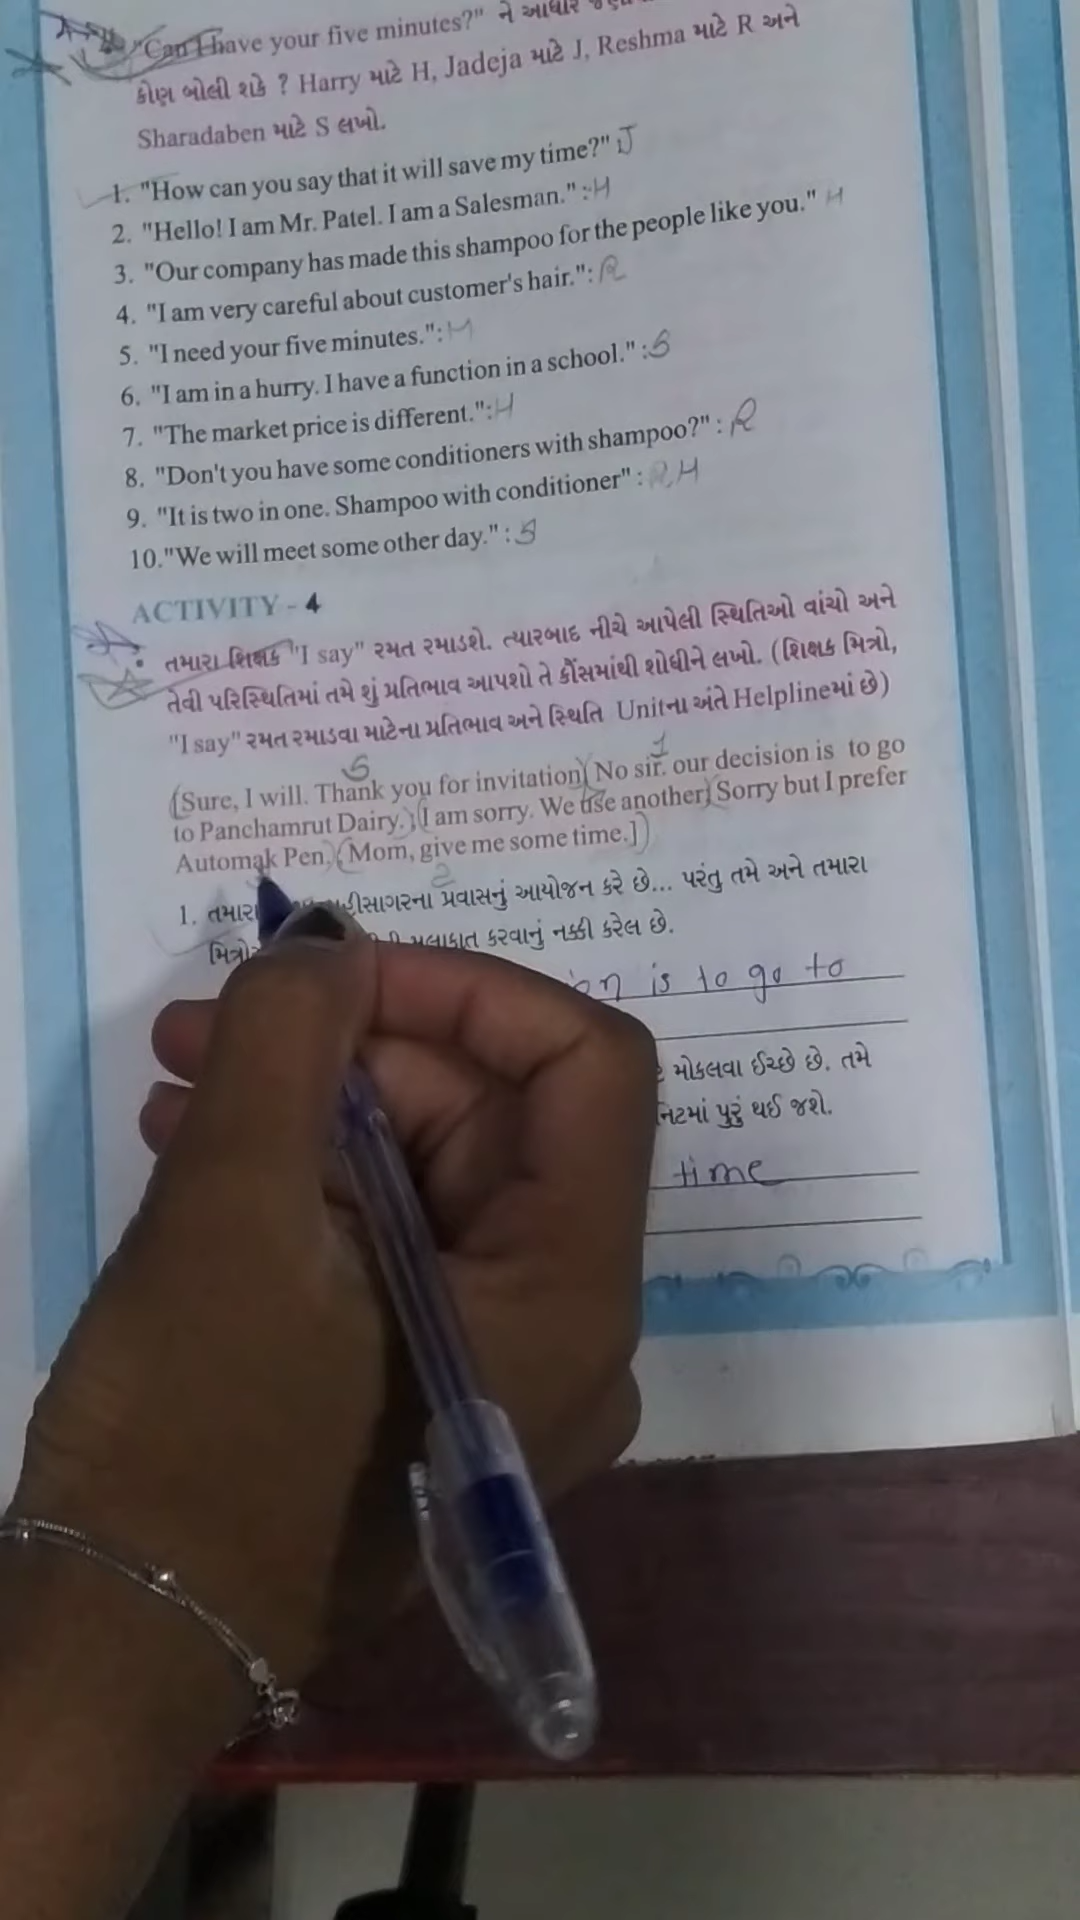 "Can I have your five minutes?" ને આધારે
કોણ બોલી શકે ? Harry માટે H, Jadeja માટે J, Reshma માટે R અને
Sharadaben માટે S લખો.
1. "How can you say that it will save my time?" J
2. "Hello! I am Mr. Patel. I am a Salesman." : H
3. "Our company has made this shampoo for the people like you." H
4. "I am very careful about customer's hair.": R
5. "I need your five minutes.": H
6. "I am in a hurry. I have a function in a school." : S
7. "The market price is different.": H
8. "Don't you have some conditioners with shampoo?" : R
9. "It is two in one. Shampoo with conditioner" : R, H
10."We will meet some other day." : S
ACTIVITY - 4
• તમારા શિક્ષક "I say" રમત રમાડશે. ત્યારબાદ નીચે આપેલી સ્થિતિઓ વાંચો અને
તેવી પરિસ્થિતિમાં તમે શું પ્રતિભાવ આપશો તે કૌંસમાંથી શોધીને લખો. (શિક્ષક મિત્રો,
"I say" રમત રમાડવા માટેના પ્રતિભાવ અને સ્થિતિ Unitના અંતે Helplineમાં છે)
5 1
(Sure, I will. Thank you for invitation) (No sir. our decision is to go
to Panchamrut Dairy.) (I am sorry. We use another) (Sorry but I prefer
Automak Pen.) (Mom, give me some time.])
2
1. તમારા હીસાગરના પ્રવાસનું આયોજન કરે છે... પરંતુ તમે અને તમારા
મુલાકાત કરવાનું નક્કી કરેલ છે.
is to go to
મોકલવા ઈચ્છે છે. તમે
પુરું થઈ જશે.
time